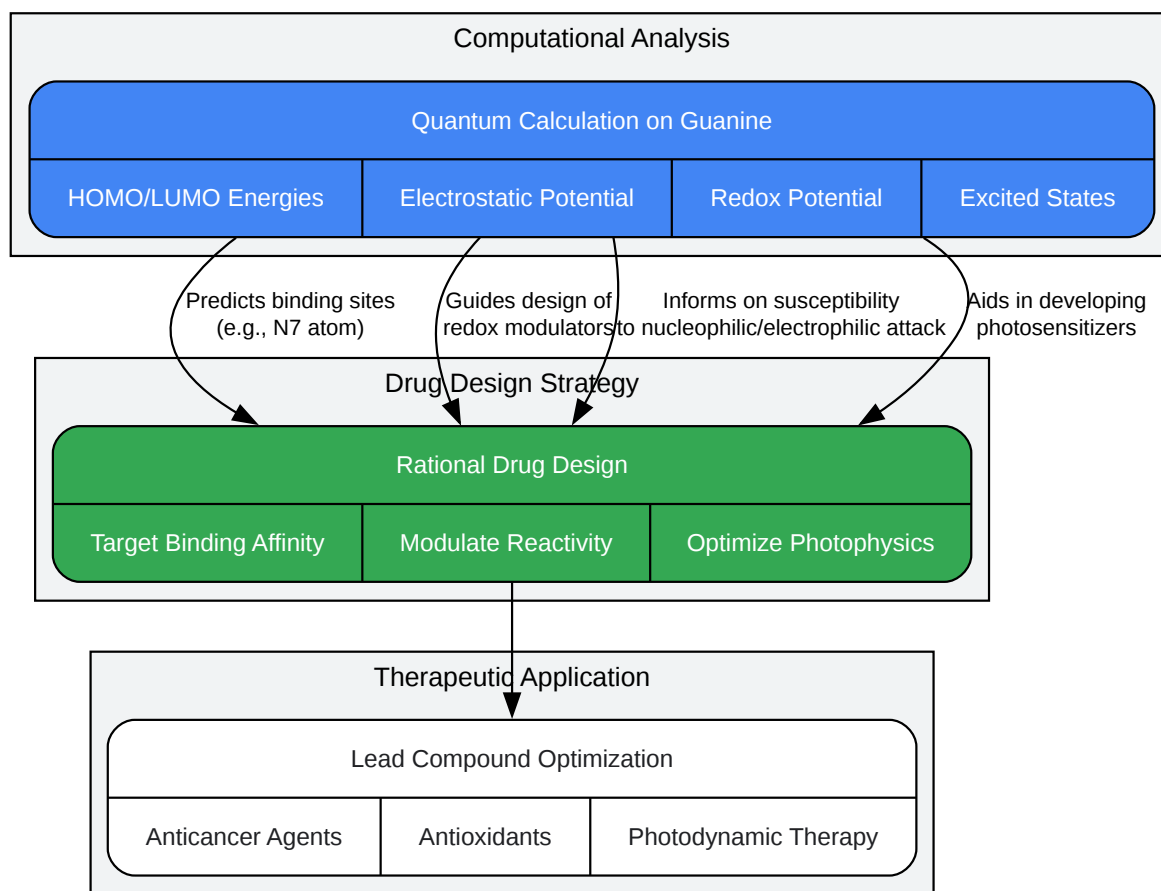 Computational Analysis
Quantum Calculation on Guanine
HOMO/LUMO Energies
Electrostatic Potential
Redox Potential
Excited States
Predicts binding sites
(e.g., N7 atom)
Guides design of
redox modulators
Informs on susceptibility
to nucleophilic/electrophilic attack
Aids in developing
photosensitizers
Drug Design Strategy
Rational Drug Design
Target Binding Affinity
Modulate Reactivity
Optimize Photophysics
Therapeutic Application
Lead Compound Optimization
Anticancer Agents
Antioxidants
Photodynamic Therapy